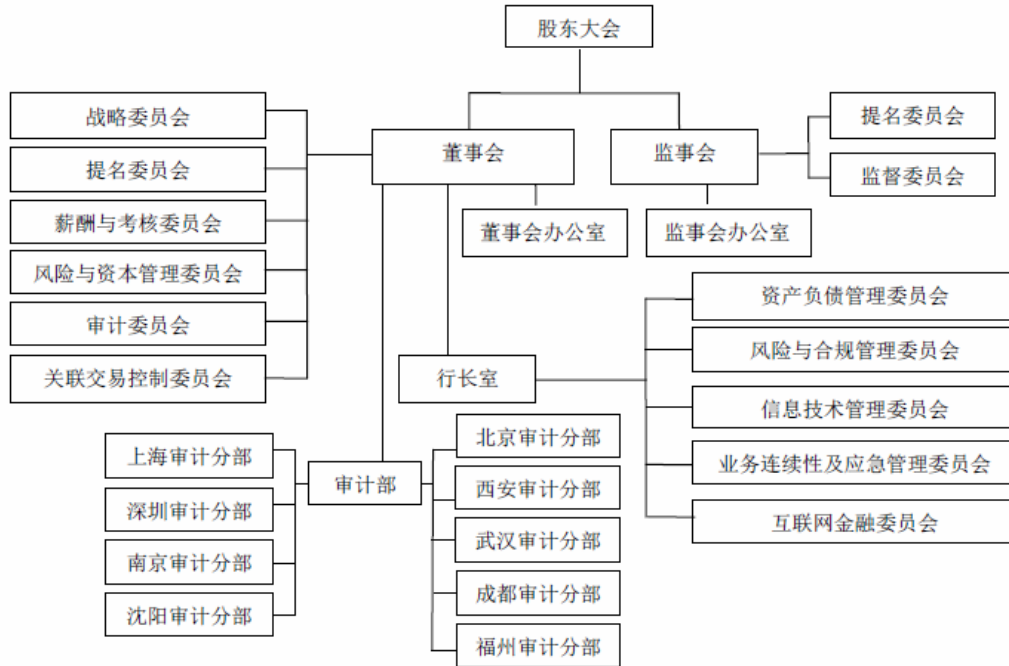 股东大会
战略委员会
提名委员会
薪酬与考核委员会
风险与资本管理委员会
审计委员会
关联交易控制委员会
董事会
监事会
提名委员会
监督委员会
董事会办公室
监事会办公室
行长室
资产负债管理委员会
风险与合规管理委员会
信息技术管理委员会
业务连续性及应急管理委员会
互联网金融委员会
上海审计分部
深圳审计分部
南京审计分部
沈阳审计分部
审计部
北京审计分部
西安审计分部
武汉审计分部
成都审计分部
福州审计分部